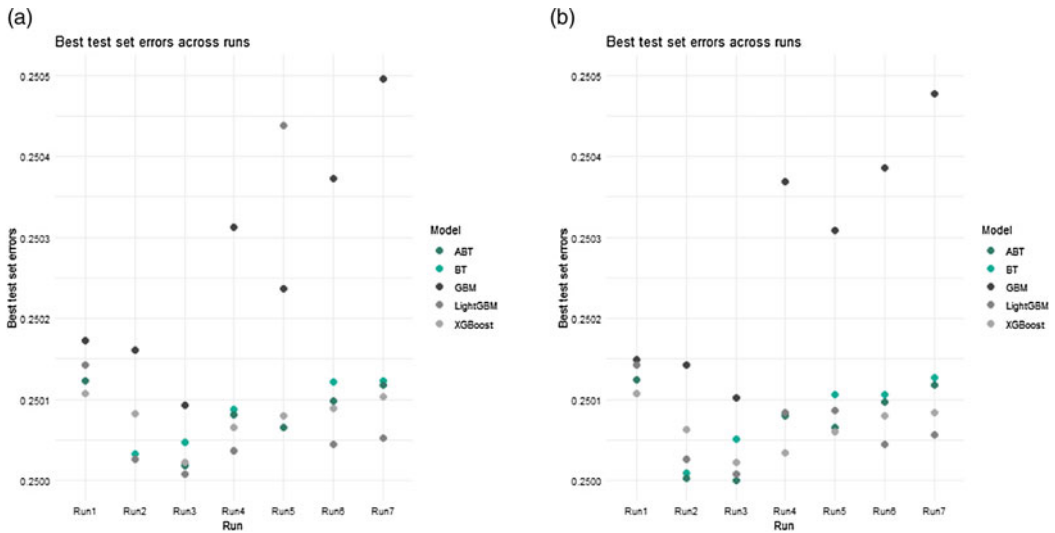 (a)
Best test set errors across runs
Best test set errors
0.2505
0.2504
0.2503
0.2502
0.2501
0.2500
Run1 Run2 Run3 Run4 Run5 Run6 Run7
Run
Model
ABT
BT
GBM
LightGBM
XGBoost
(b)
Best test set errors across runs
Best test set errors
0.2505
0.2504
0.2503
0.2502
0.2501
0.2500
Run1 Run2 Run3 Run4 Run5 Run6 Run7
Run
Model
ABT
BT
GBM
LightGBM
XGBoost